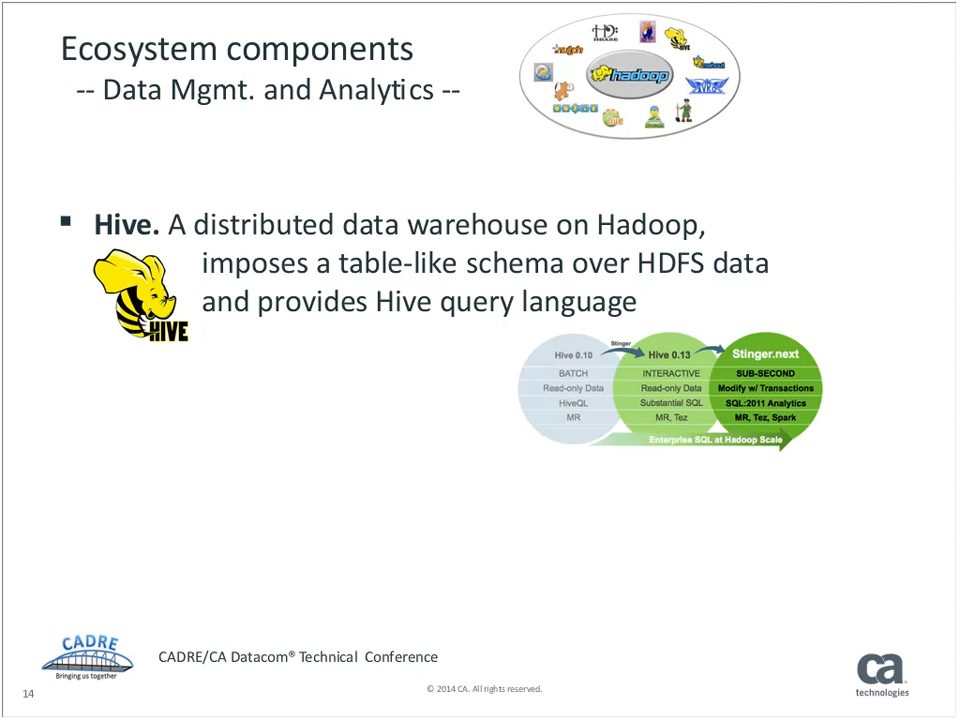 Ecosystem components
-- Data Mgmt. and Analytics --
HBASE
HIVE
hadoop
▪ Hive. A distributed data warehouse on Hadoop,
imposes a table-like schema over HDFS data
and provides Hive query language
HIVE
Stinger
Hive 0.10 Hive 0.13 Stinger.next
BATCH INTERACTIVE SUB-SECOND
Read-only Data Read-only Data Modify w/ Transactions
HiveQL Substantial SQL SQL:2011 Analytics
MR MR, Tez MR, Tez, Spark
Enterprise SQL at Hadoop Scale
CADRE
Bringing us together
CADRE/CA Datacom® Technical Conference
ca
technologies
14
© 2014 CA. All rights reserved.